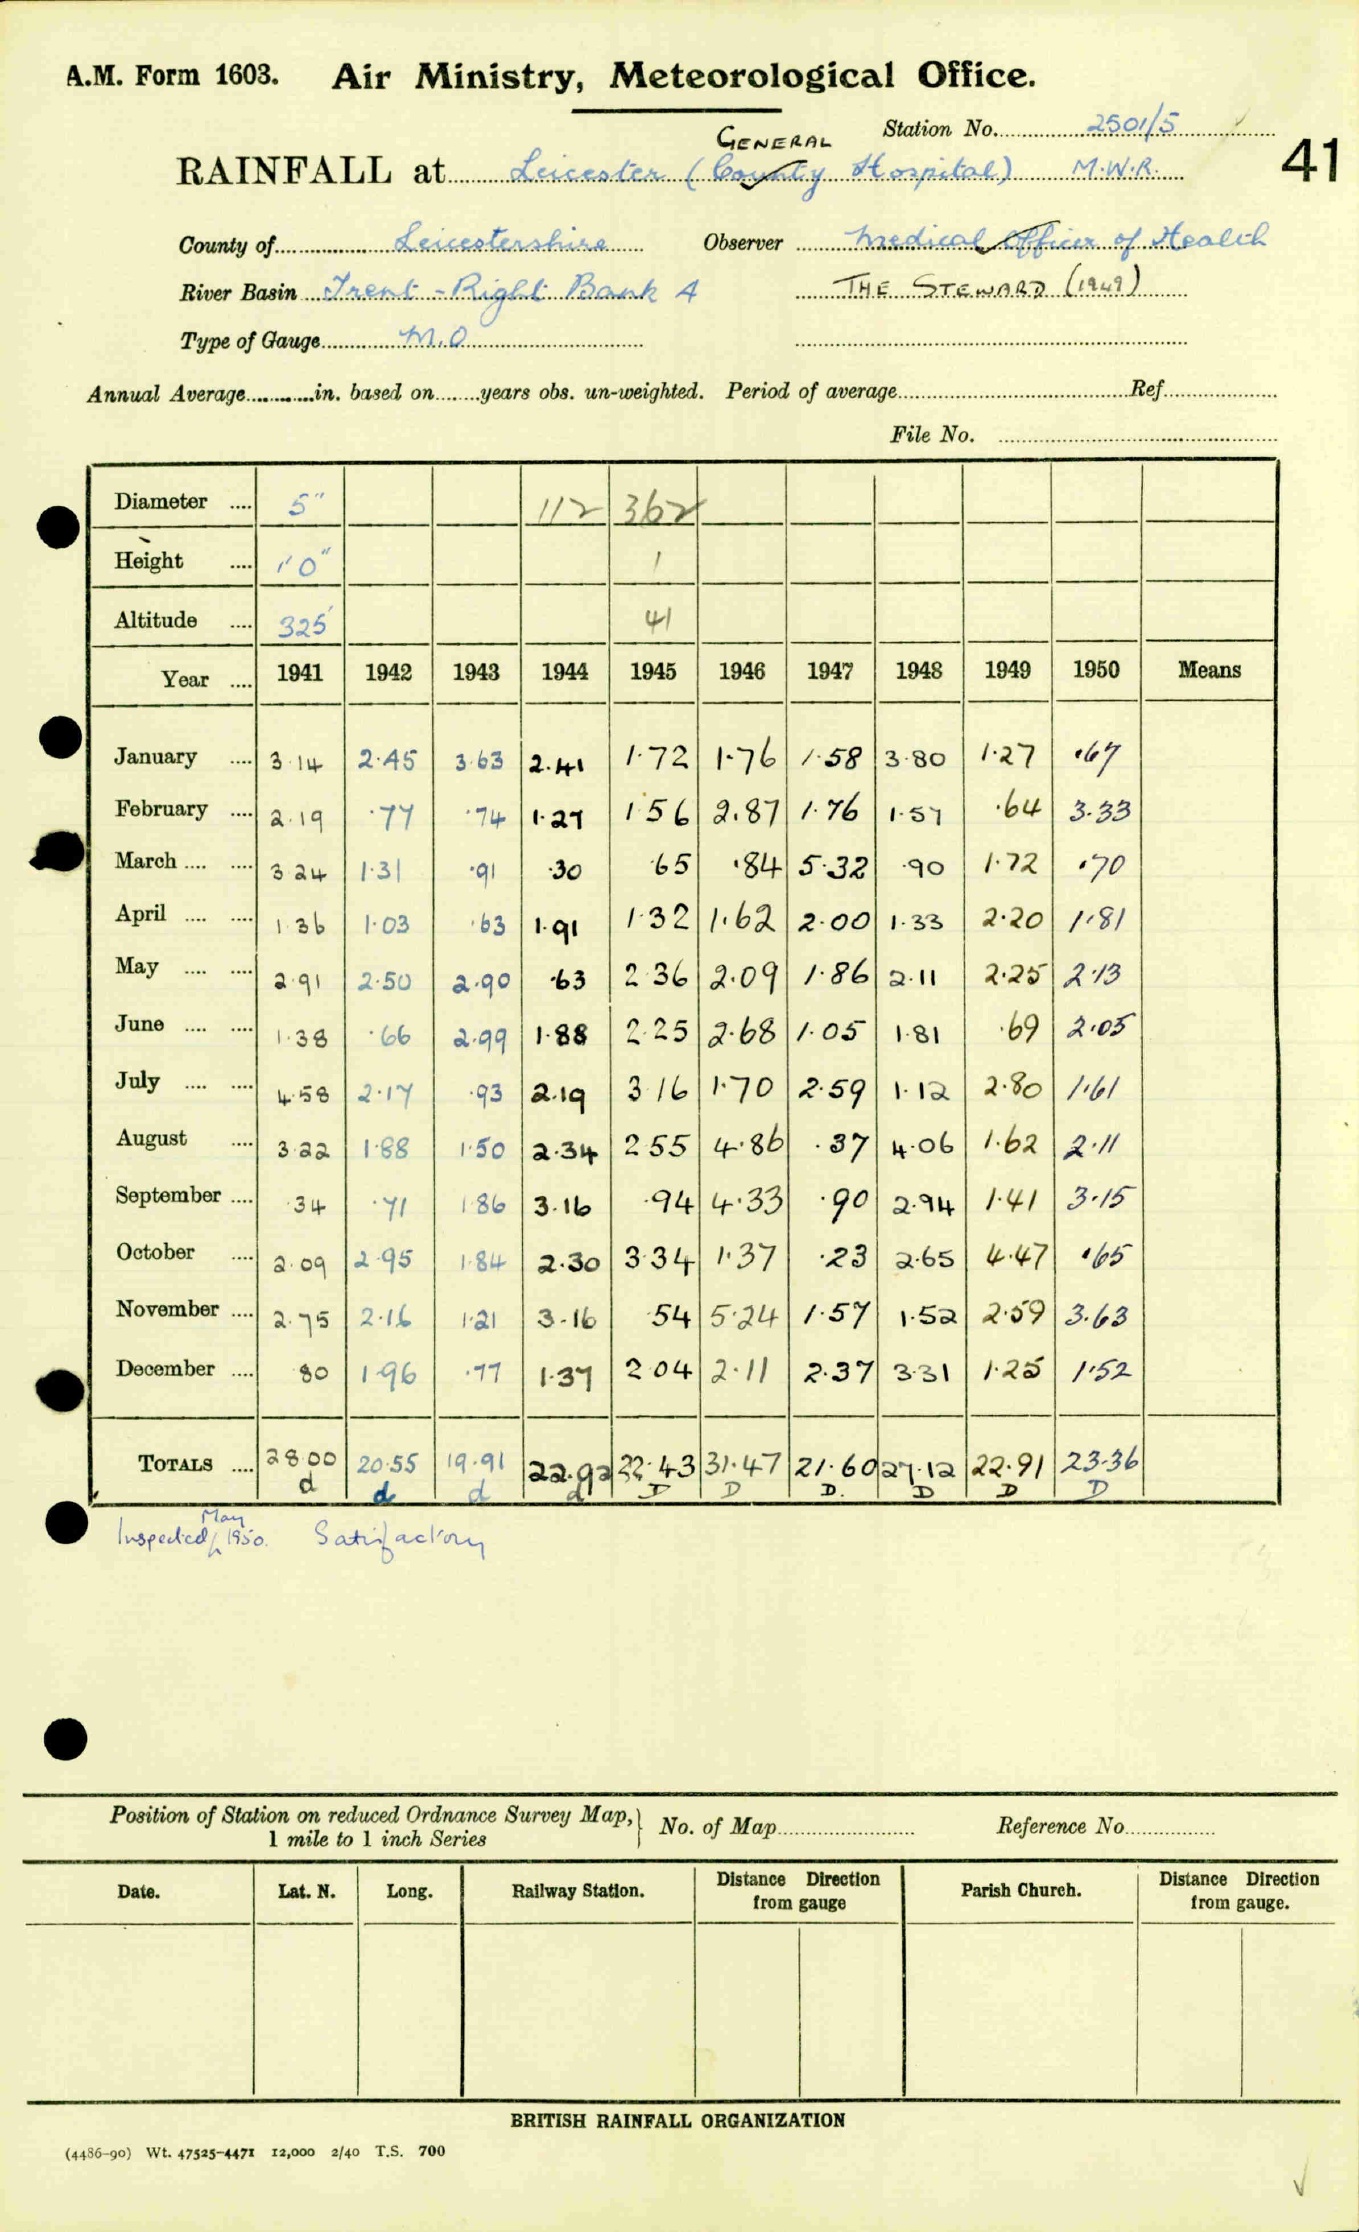 A.M. Form 1603. Air Ministry, Meteorological Office.
Station No. 2501/5
GENERAL
41
RAINFALL at Leicester (County Hospital) M.W.R.
County of Leicestershire Observer Medical Officer of Health
River Basin Trent - Right Bank 4 THE STEWARD (1949)
Type of Gauge M.O
Annual Average in. based on years obs. un-weighted. Period of average Ref.
File No.
Diameter 5" 112 362
Height 1'0" 1
Altitude 325' 41
Year 1941 1942 1943 1944 1945 1946 1947 1948 1949 1950 Means
January 3.14 2.45 3.63 2.41 1.72 1.76 1.58 3.80 1.27 .67
February 2.19 .77 .74 1.27 1.56 2.87 1.76 1.57 .64 3.33
March 3.24 1.31 .91 .30 .65 .84 5.32 .90 1.72 .70
April 1.36 1.03 .63 1.91 1.32 1.62 2.00 1.33 2.20 1.81
May 2.91 2.50 2.90 .63 2.36 2.09 1.86 2.11 2.25 2.13
June 1.38 .66 2.99 1.88 2.25 2.68 1.05 1.81 .69 2.05
July 4.58 2.17 .93 2.19 3.16 1.70 2.59 1.12 2.80 1.61
August 3.22 1.88 1.50 2.34 2.55 4.86 .37 4.06 1.62 2.11
September .34 .71 1.86 3.16 .94 4.33 .90 2.94 1.41 3.15
October 2.09 2.95 1.84 2.30 3.34 1.37 .23 2.65 4.47 .65
November 2.75 2.16 1.21 3.16 .54 5.24 1.57 1.52 2.59 3.63
December .80 1.96 .77 1.37 2.04 2.11 2.37 3.31 1.25 1.52
TOTALS 28.00 20.55 19.91 22.92 22.43 31.47 21.60 27.12 22.91 23.36
d d d d D D D. D D D
May
Inspected 1950. Satisfactory
Position of Station on reduced Ordnance Survey Map, 1 mile to 1 inch Series No. of Map Reference No.
Date. Lat. N. Long. Railway Station. Distance Direction from gauge Parish Church. Distance Direction from gauge.
BRITISH RAINFALL ORGANIZATION
(4486-90) Wt. 47525-4471 12,000 2/40 T.S. 700